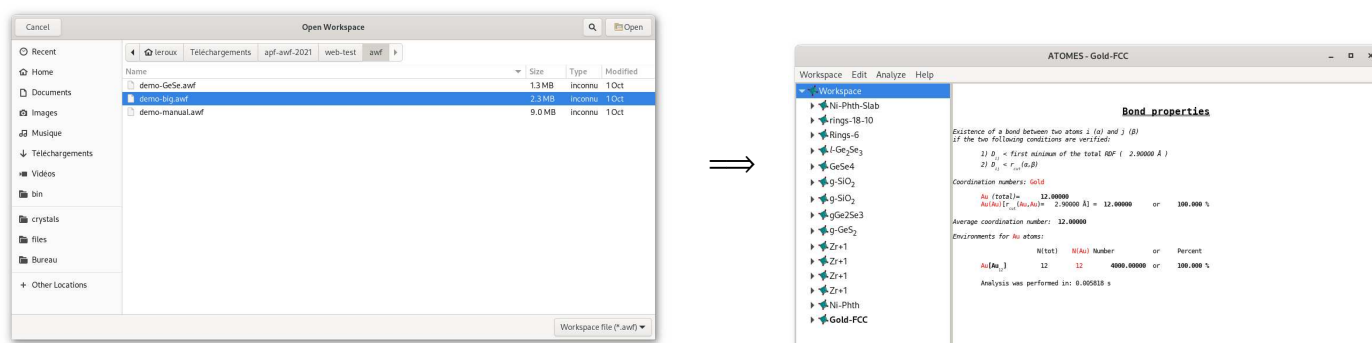 Cancel
Open Workspace
Open
Recent
leroux Téléchargements apf-awf-2021 web-test awf
Home
Name Size Type Modified
Documents
demo-GeSe.awf 1.3 MB inconnu 1 Oct
demo-big.awf 2.3 MB inconnu 1 Oct
Images
demo-manual.awf 9.0 MB inconnu 1 Oct
Musique
Téléchargements
Vidéos
bin
crystals
files
Bureau
+ Other Locations
Workspace file (*.awf)
⟹
ATOMES - Gold-FCC
Workspace Edit Analyze Help
Workspace
Ni-Phth-Slab
rings-18-10
Rings-6
l-Ge₂Se₃
GeSe4
g-SiO₂
g-SiO₂
gGe2Se3
g-GeS₂
Zr+1
Zr+1
Zr+1
Zr+1
Ni-Phth
Gold-FCC
Bond properties
Existence of a bond between two atoms i (α) and j (β)
if the two following conditions are verified:
1) Dᵢⱼ < first minimum of the total RDF ( 2.90000 Å )
2) Dᵢⱼ < r_cut(α,β)
Coordination numbers: Gold
Au (total)= 12.00000
Au(Au)[r_cut(Au,Au)= 2.90000 Å] = 12.00000 or 100.000 %
Average coordination number: 12.00000
Environments for Au atoms:
N(tot) N(Au) Number or Percent
Au[Au₁₂] 12 12 4000.00000 or 100.000 %
Analysis was performed in: 0.005818 s